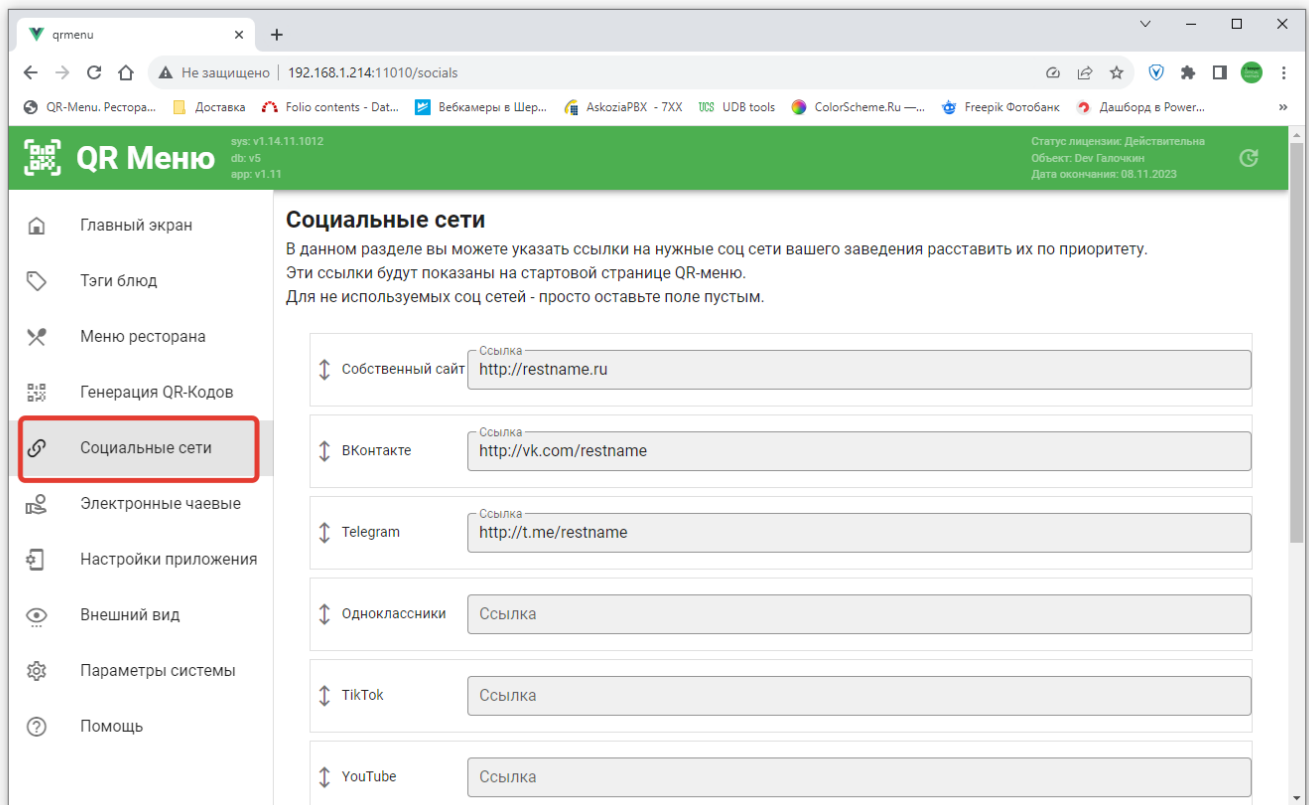 qrmenu
Не защищено 192.168.1.214:11010/socials
QR-Menu. Рестора... Доставка Folio contents - Dat... Вебкамеры в Шер... AskoziaPBX - 7XX UCS UDB tools ColorScheme.Ru —... Freepik Фотобанк Дашборд в Power... »
QR Меню
sys: v1.14.11.1012
db: v5
app: v1.11
Статус лицензии: Действительна
Объект: Dev Галочкин
Дата окончания: 08.11.2023
Главный экран
Тэги блюд
Меню ресторана
Генерация QR-Кодов
Социальные сети
Электронные чаевые
Настройки приложения
Внешний вид
Параметры системы
Помощь
Социальные сети
В данном разделе вы можете указать ссылки на нужные соц сети вашего заведения расставить их по приоритету.
Эти ссылки будут показаны на стартовой странице QR-меню.
Для не используемых соц сетей - просто оставьте поле пустым.
Ссылка
Собственный сайт http://restname.ru
Ссылка
ВКонтакте http://vk.com/restname
Ссылка
Telegram http://t.me/restname
Одноклассники Ссылка
TikTok Ссылка
YouTube Ссылка